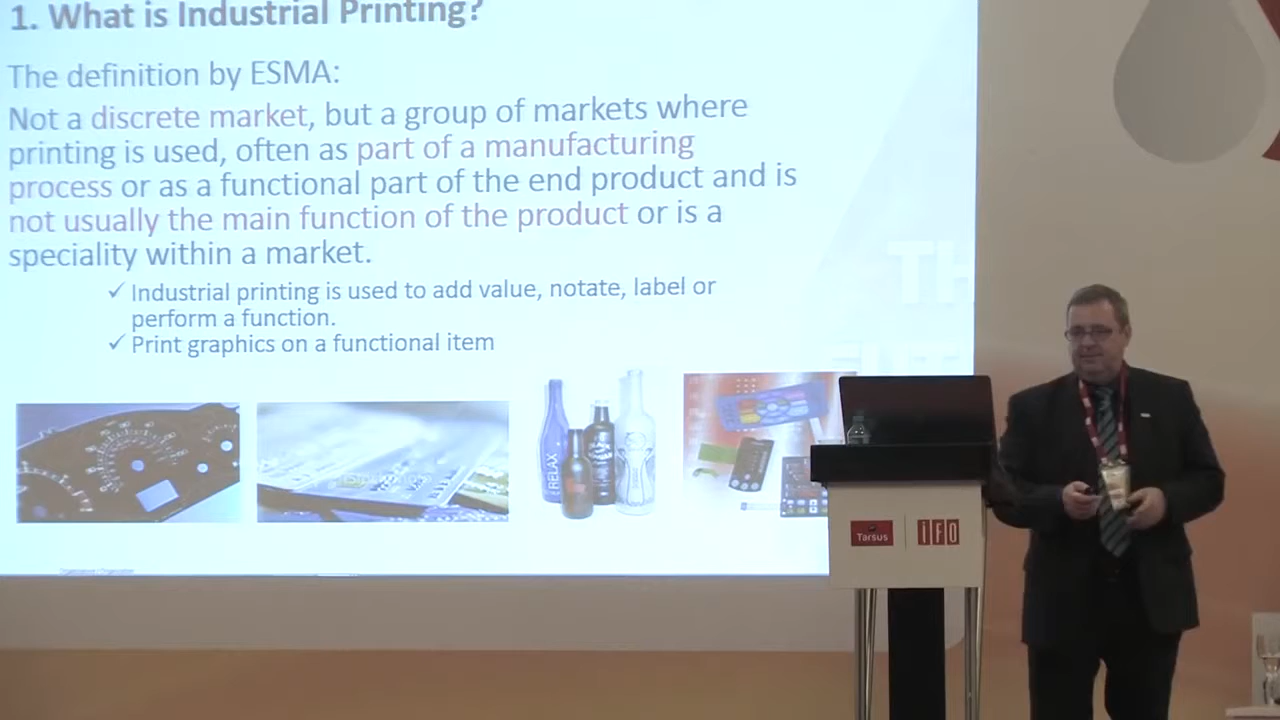 1. What is Industrial Printing?
The definition by ESMA:
Not a discrete market, but a group of markets where
printing is used, often as part of a manufacturing
process or as a functional part of the end product and is
not usually the main function of the product or is a
speciality within a market.
✓ Industrial printing is used to add value, notate, label or
perform a function.
✓ Print graphics on a functional item
RELAX
Tarsus
iFO